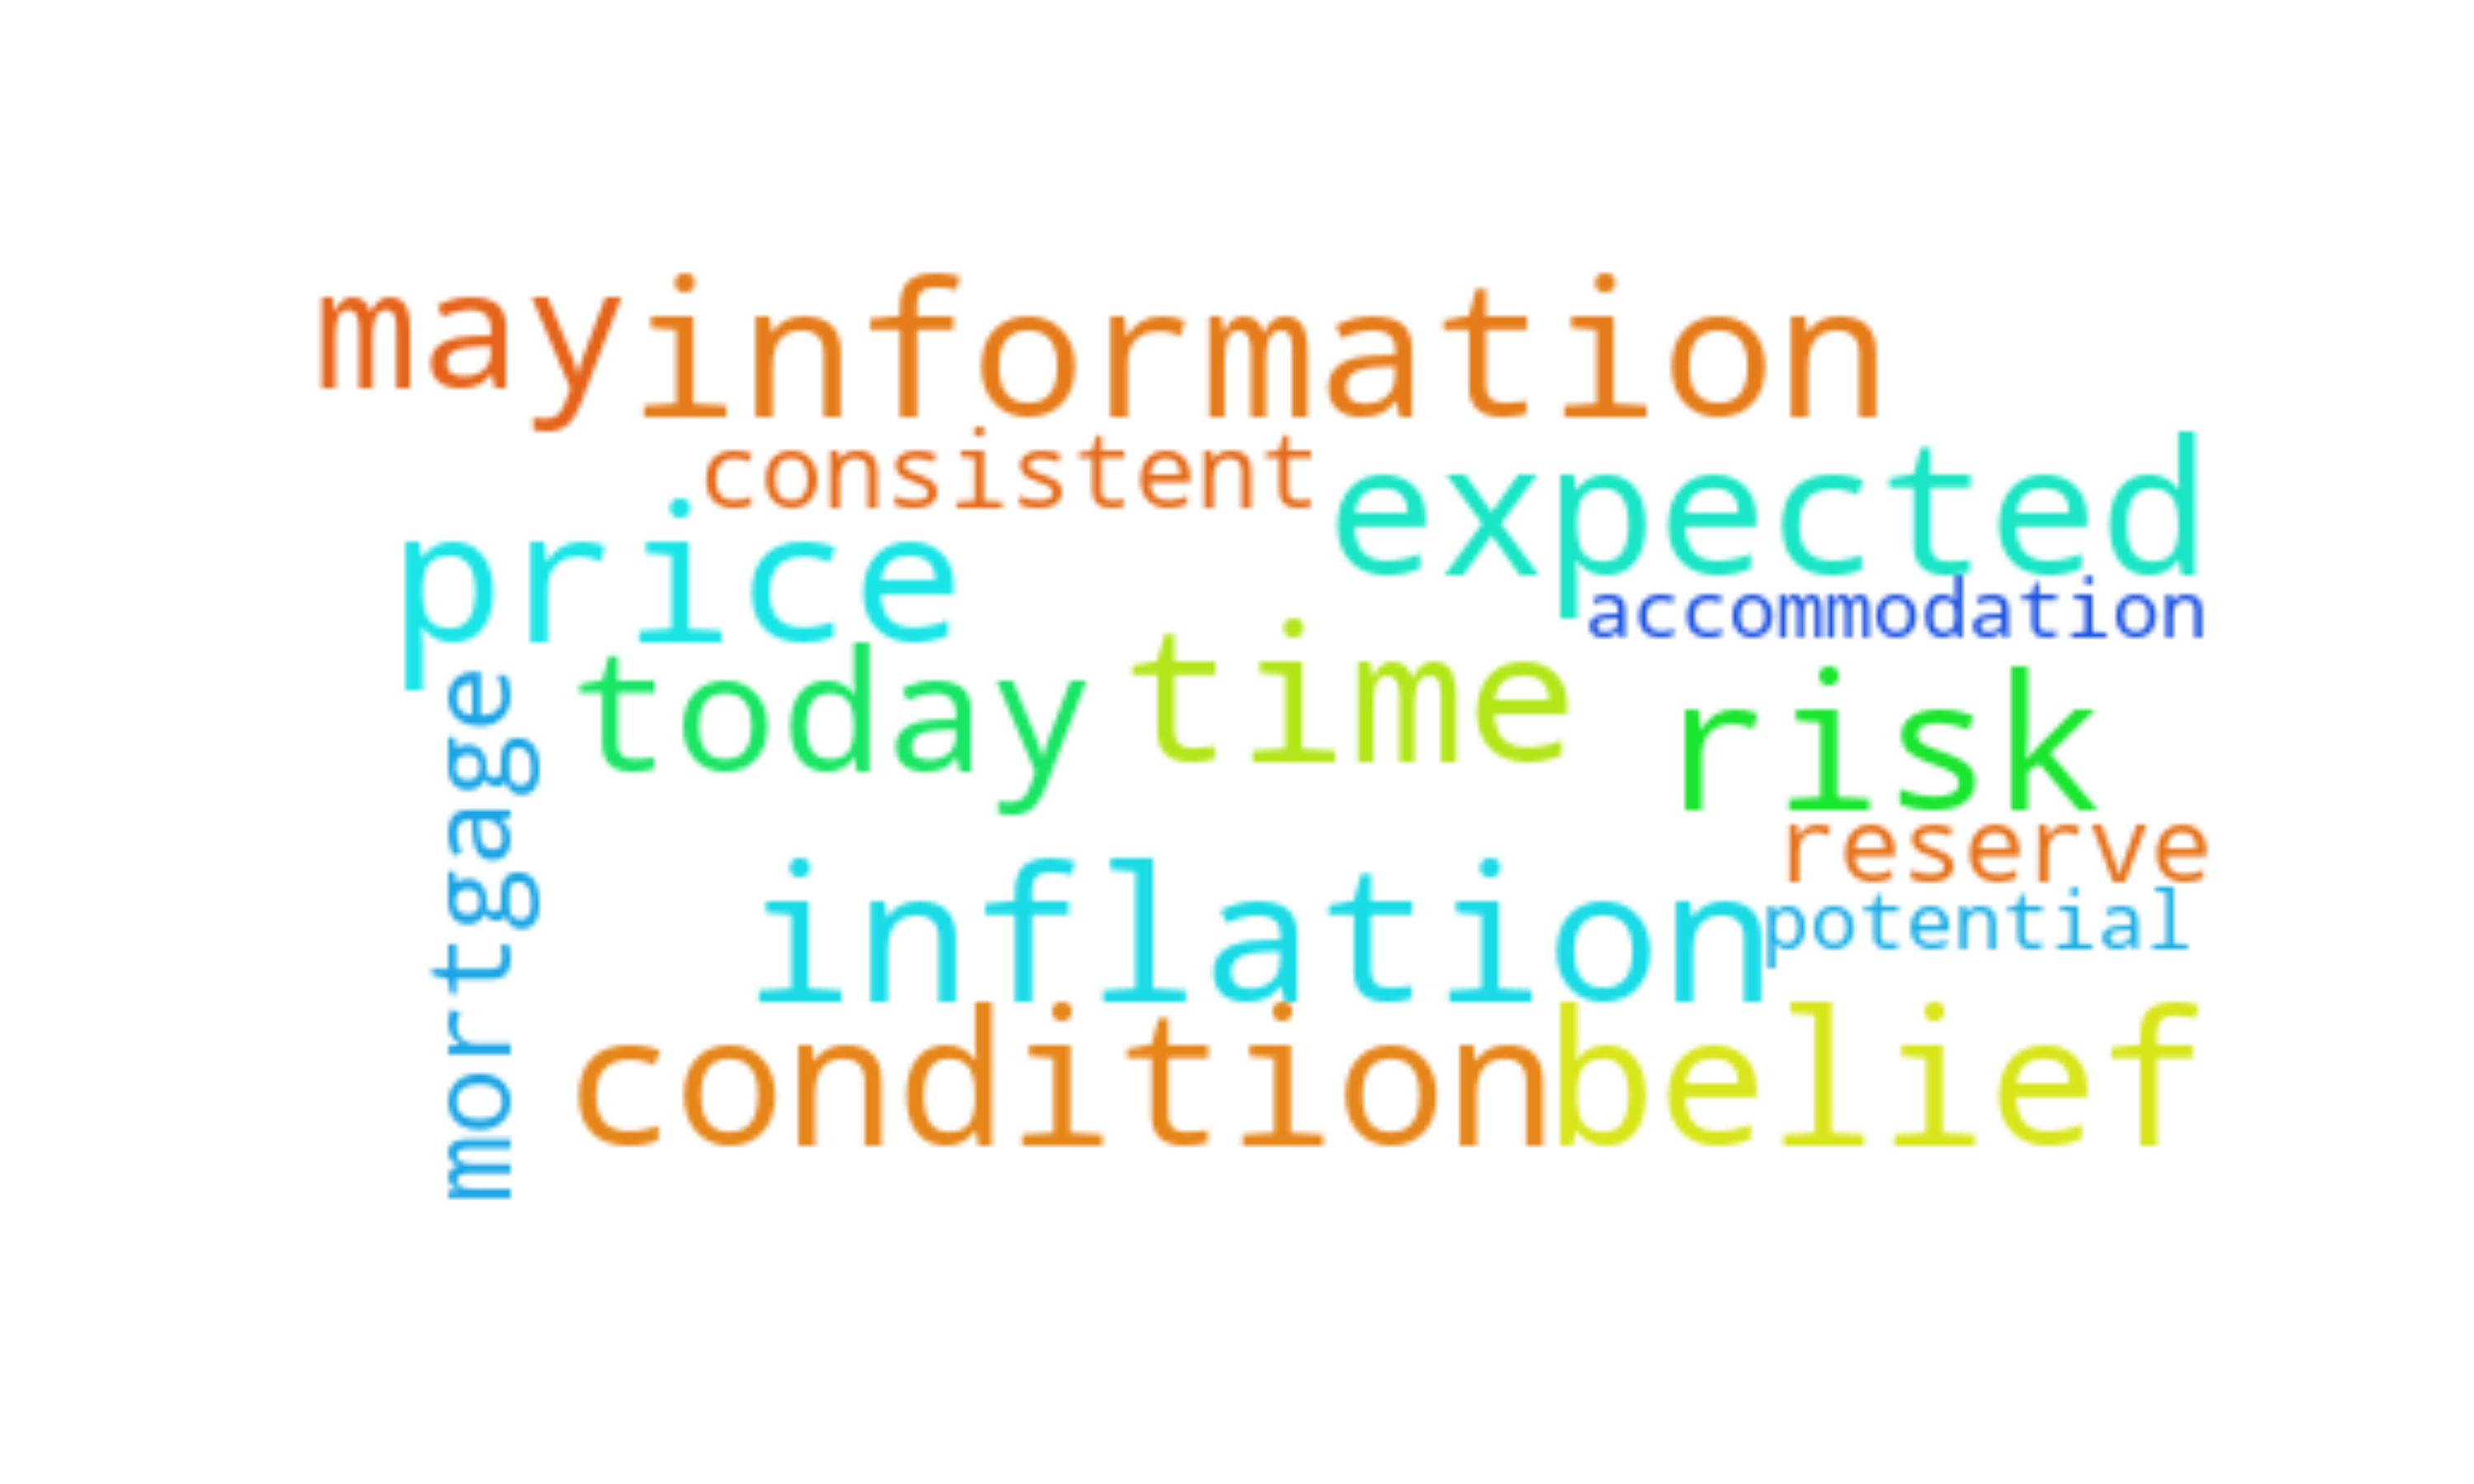 may information
consistent
expected
price
accommodation
today time
risk
mortgage
reserve
inflation
potential
condition belief